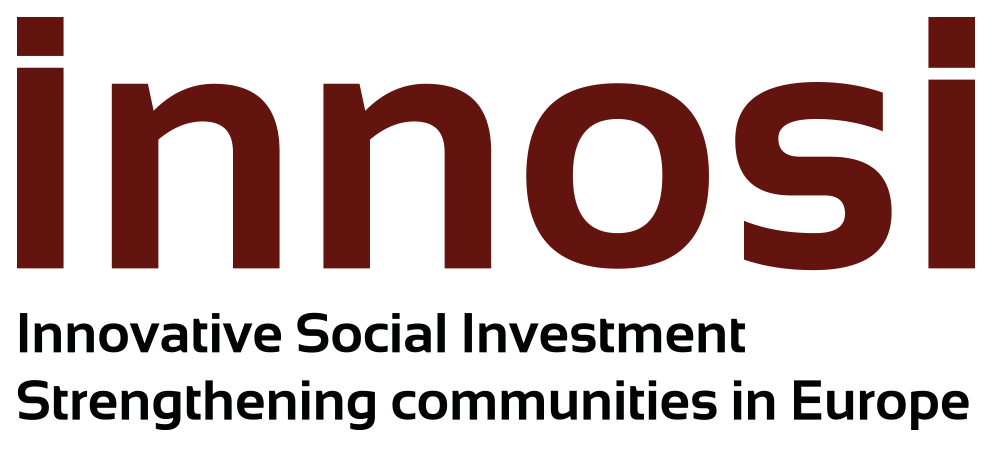 innosi
Innovative Social Investment
Strengthening communities in Europe